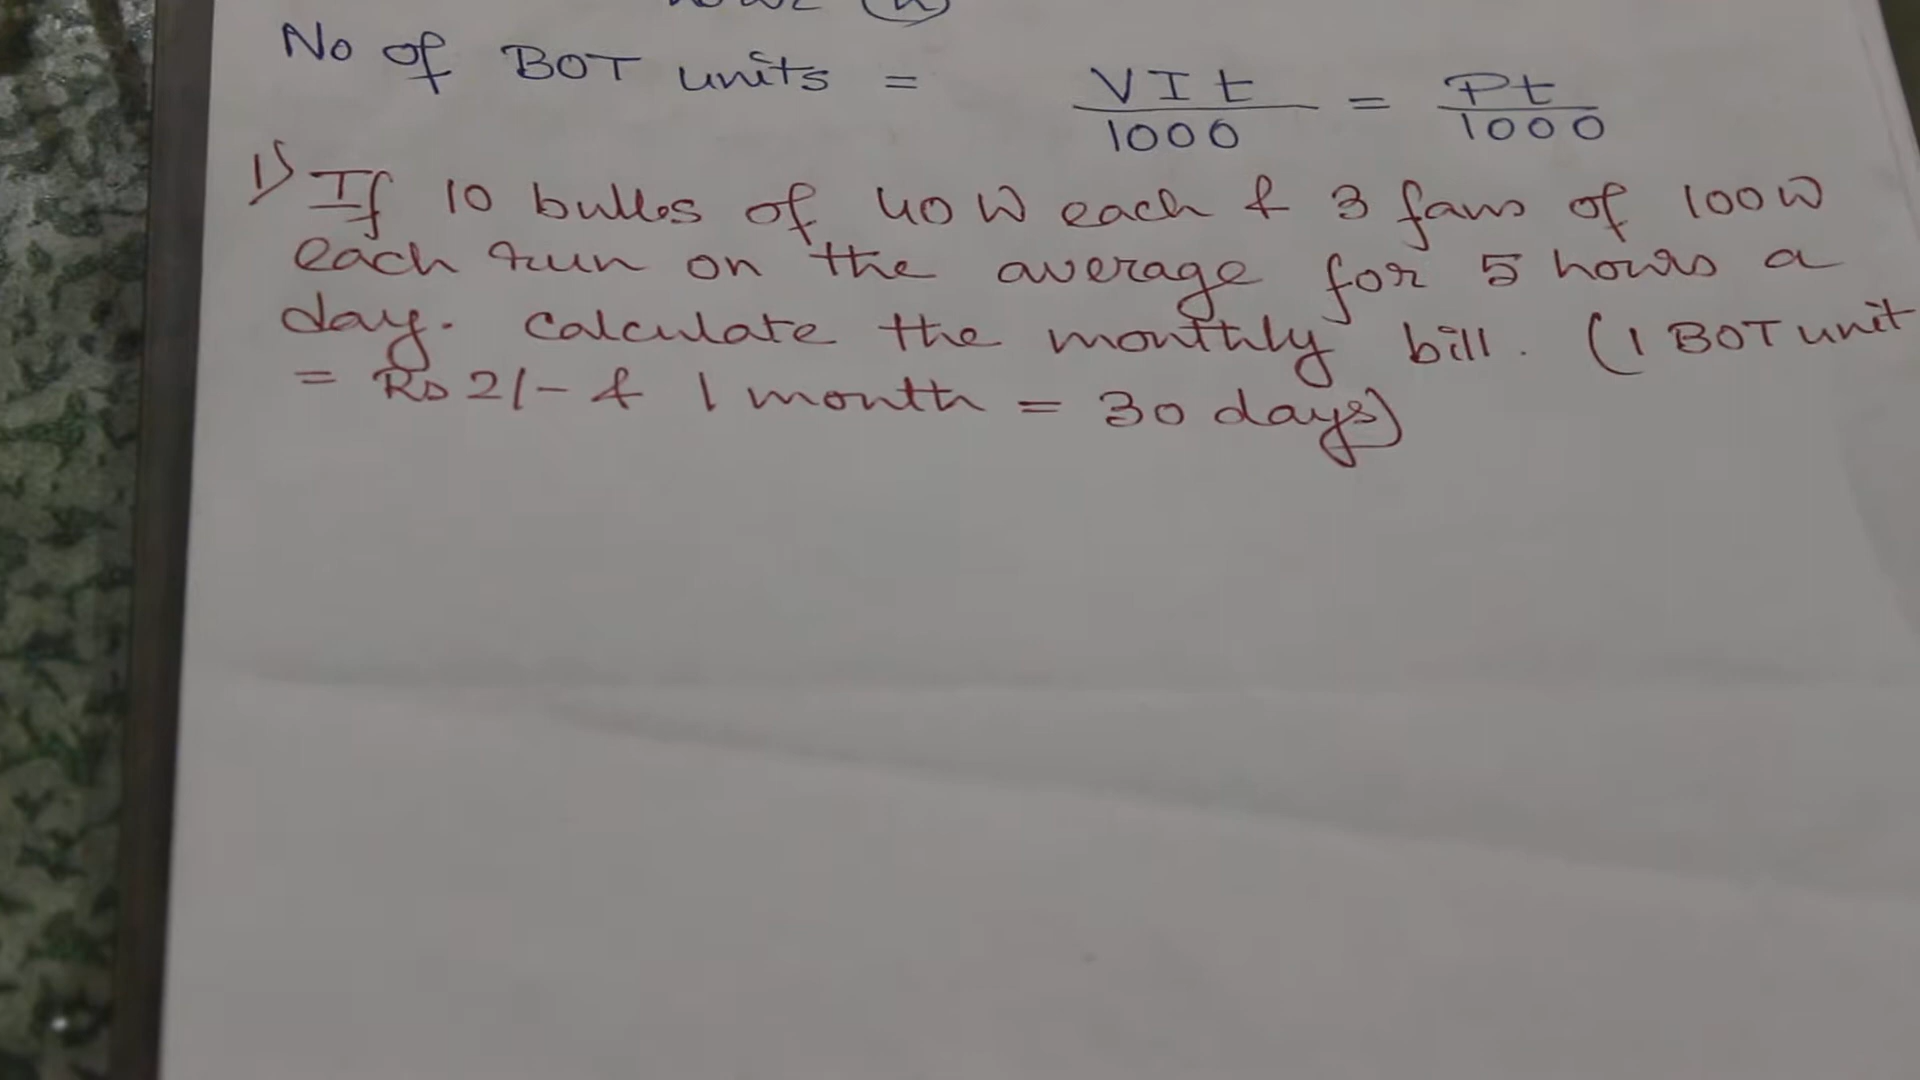 No of BOT units = VIt/1000 = Pt/1000
1) If 10 bulbs of 40W each & 3 fans of 100W
each run on the average for 5 hours a
day. Calculate the monthly bill. (1 BOT unit
= Rs 2/- & 1 month = 30 days)